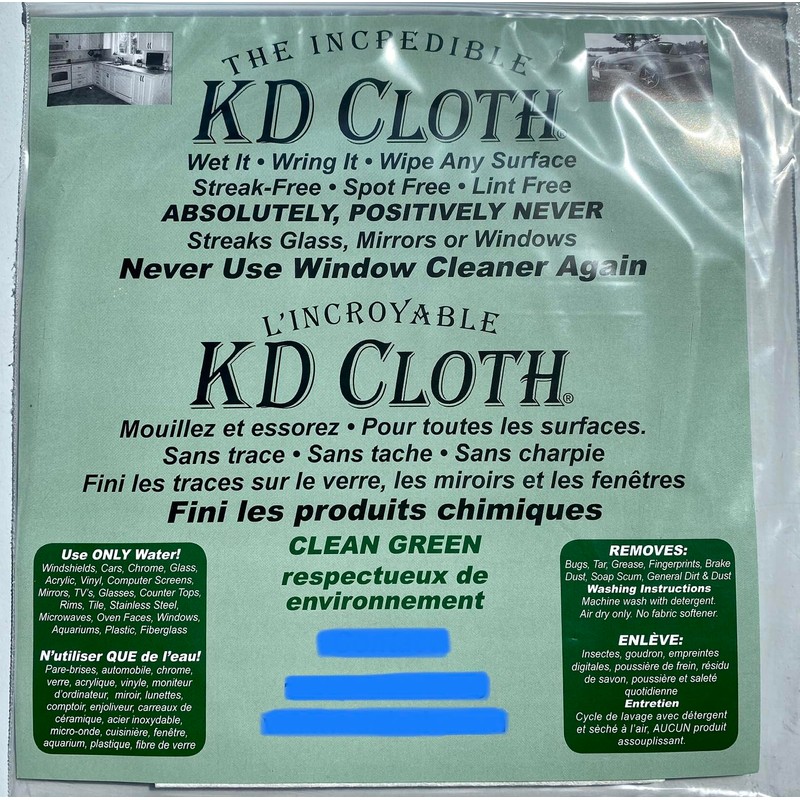 THE INCREDIBLE
KD CLOTH®
Wet It • Wring It • Wipe Any Surface
Streak-Free • Spot Free • Lint Free
ABSOLUTELY, POSITIVELY NEVER
Streaks Glass, Mirrors or Windows
Never Use Window Cleaner Again
L'INCROYABLE
KD CLOTH®
Mouillez et essorez • Pour toutes les surfaces.
Sans trace • Sans tache • Sans charpie
Fini les traces sur le verre, les miroirs et les fenêtres
Fini les produits chimiques
CLEAN GREEN
respectueux de
environnement
Use ONLY Water!
Windshields, Cars, Chrome, Glass,
Acrylic, Vinyl, Computer Screens,
Mirrors, TV's, Glasses, Counter Tops,
Rims, Tile, Stainless Steel,
Microwaves, Oven Faces, Windows,
Aquariums, Plastic, Fiberglass
N'utiliser QUE de l'eau!
Pare-brises, automobile, chrome,
verre, acrylique, vinyle, moniteur
d'ordinateur, miroir, lunettes,
comptoir, enjoliveur, carreaux de
céramique, acier inoxydable,
micro-onde, cuisinière, fenêtre,
aquarium, plastique, fibre de verre
REMOVES:
Bugs, Tar, Grease, Fingerprints, Brake
Dust, Soap Scum, General Dirt & Dust
Washing Instructions
Machine wash with detergent.
Air dry only. No fabric softener.
ENLÈVE:
Insectes, goudron, empreintes
digitales, poussière de frein, résidu
de savon, poussière et saleté
quotidienne
Entretien
Cycle de lavage avec détergent
et sèché à l'air, AUCUN produit
assouplissant.